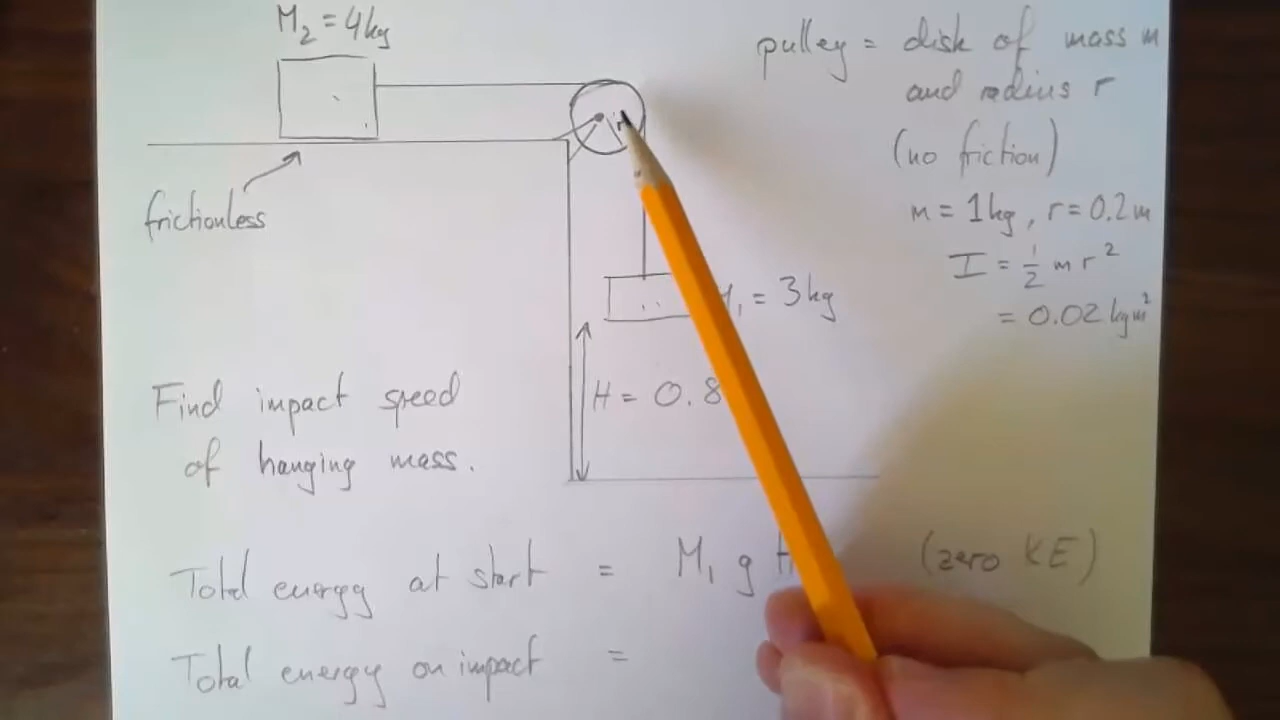 M₂ = 4kg
pulley = disk of mass m
and radius r
(no friction)
m = 1kg, r = 0.2m
I = ½ m r²
= 0.02 kgm²
r
frictionless
= 3kg
H = 0.8
Find impact speed
of hanging mass.
Total energy at start = M₁ g H (zero KE)
Total energy on impact =